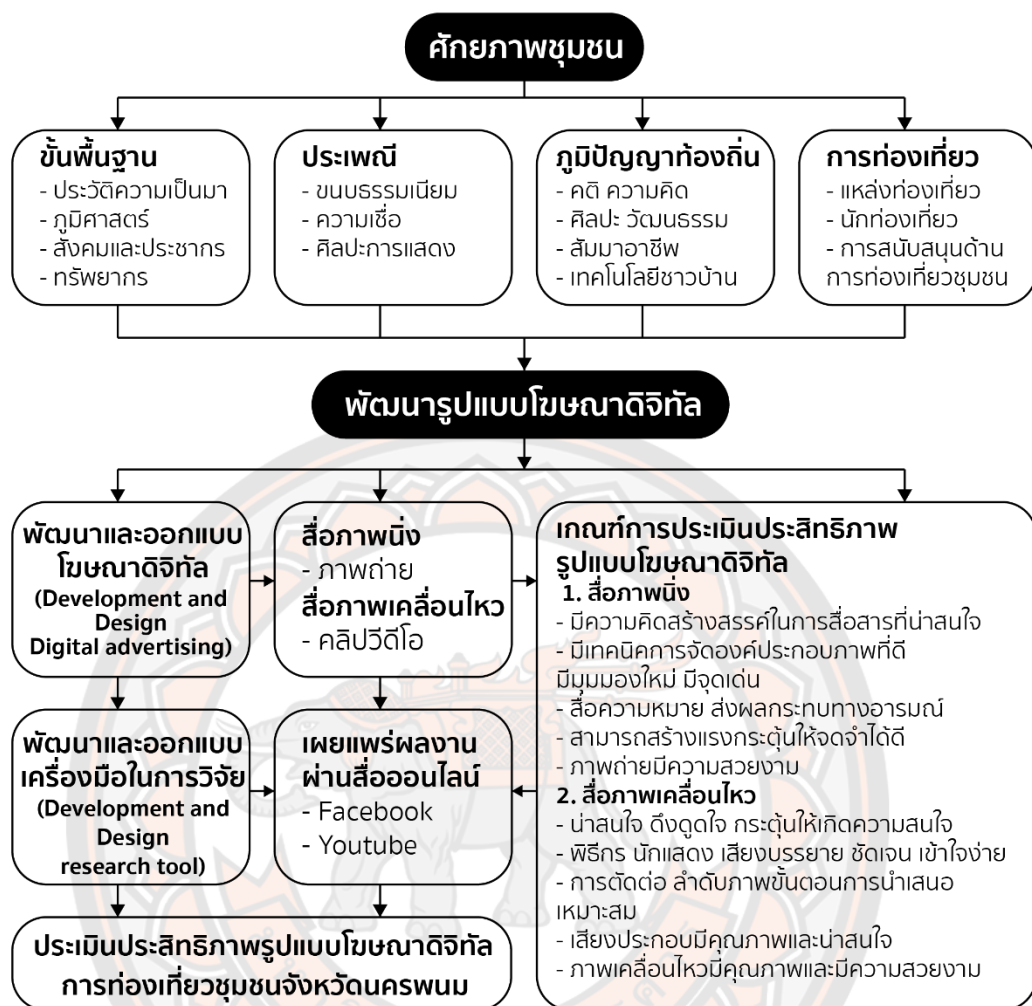 ศักยภาพชุมชน
ขั้นพื้นฐาน
- ประวัติความเป็นมา
- ภูมิศาสตร์
- สังคมและประชากร
- ทรัพยากร
ประเพณี
- ขนบธรรมเนียม
- ความเชื่อ
- ศิลปะการแสดง
ภูมิปัญญาท้องถิ่น
- คติ ความคิด
- ศิลปะ วัฒนธรรม
- สัมมาอาชีพ
- เทคโนโลยีชาวบ้าน
การท่องเที่ยว
- แหล่งท่องเที่ยว
- นักท่องเที่ยว
- การสนับสนุนด้าน
การท่องเที่ยวชุมชน
พัฒนารูปแบบโฆษณาดิจิทัล
พัฒนาและออกแบบ
โฆษณาดิจิทัล
(Development and
Design
Digital advertising)
สื่อภาพนิ่ง
- ภาพถ่าย
สื่อภาพเคลื่อนไหว
- คลิปวีดีโอ
พัฒนาและออกแบบ
เครื่องมือในการวิจัย
(Development and
Design
research tool)
เผยแพร่ผลงาน
ผ่านสื่อออนไลน์
- Facebook
- Youtube
เกณฑ์การประเมินประสิทธิภาพ
รูปแบบโฆษณาดิจิทัล
1. สื่อภาพนิ่ง
- มีความคิดสร้างสรรค์ในการสื่อสารที่น่าสนใจ
- มีเทคนิคการจัดองค์ประกอบภาพที่ดี
มีมุมมองใหม่ มีจุดเด่น
- สื่อความหมาย ส่งผลกระทบทางอารมณ์
- สามารถสร้างแรงกระตุ้นให้จดจำได้ดี
- ภาพถ่ายมีความสวยงาม
2. สื่อภาพเคลื่อนไหว
- น่าสนใจ ดึงดูดใจ กระตุ้นให้เกิดความสนใจ
- พิธีกร นักแสดง เสียงบรรยาย ชัดเจน เข้าใจง่าย
- การตัดต่อ ลำดับภาพขั้นตอนการนำเสนอ
เหมาะสม
- เสียงประกอบมีคุณภาพและน่าสนใจ
- ภาพเคลื่อนไหวมีคุณภาพและมีความสวยงาม
ประเมินประสิทธิภาพรูปแบบโฆษณาดิจิทัล
การท่องเที่ยวชุมชนจังหวัดนครพนม